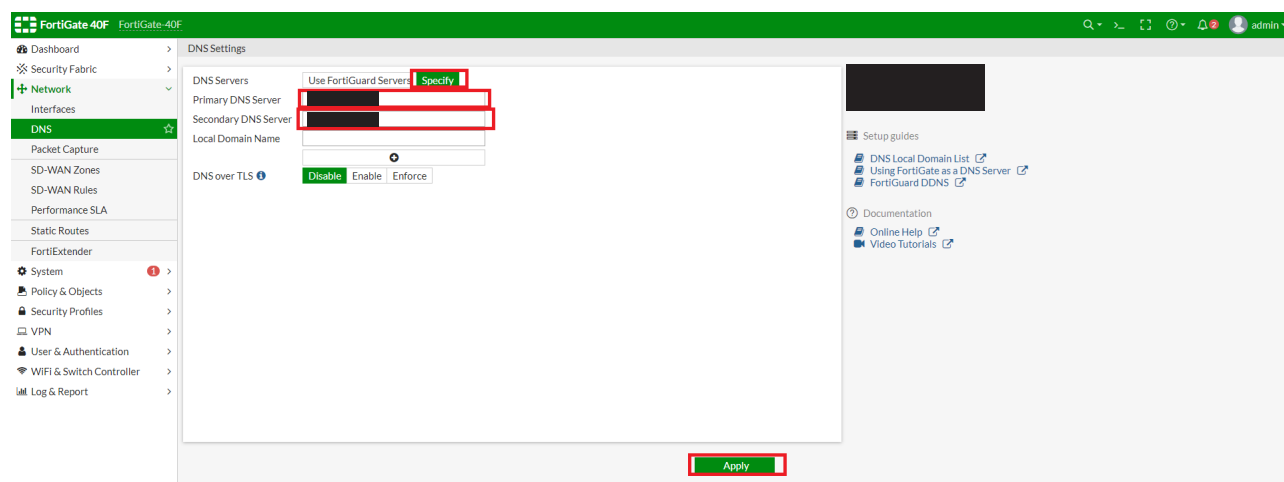 FortiGate 40F FortiGate-40F
2 admin
Dashboard
Security Fabric
Network
Interfaces
DNS
Packet Capture
SD-WAN Zones
SD-WAN Rules
Performance SLA
Static Routes
FortiExtender
System 1
Policy & Objects
Security Profiles
VPN
User & Authentication
WiFi & Switch Controller
Log & Report
DNS Settings
DNS Servers Use FortiGuard Servers Specify
Primary DNS Server
Secondary DNS Server
Local Domain Name
DNS over TLS Disable Enable Enforce
Apply
Setup guides
DNS Local Domain List
Using FortiGate as a DNS Server
FortiGuard DDNS
Documentation
Online Help
Video Tutorials